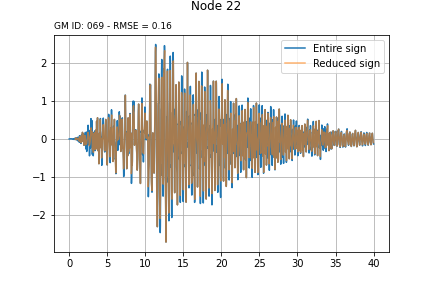 Node 22
GM ID: 069 - RMSE = 0.16
Entire sign
Reduced sign
2
1
0
−1
−2
0 5 10 15 20 25 30 35 40